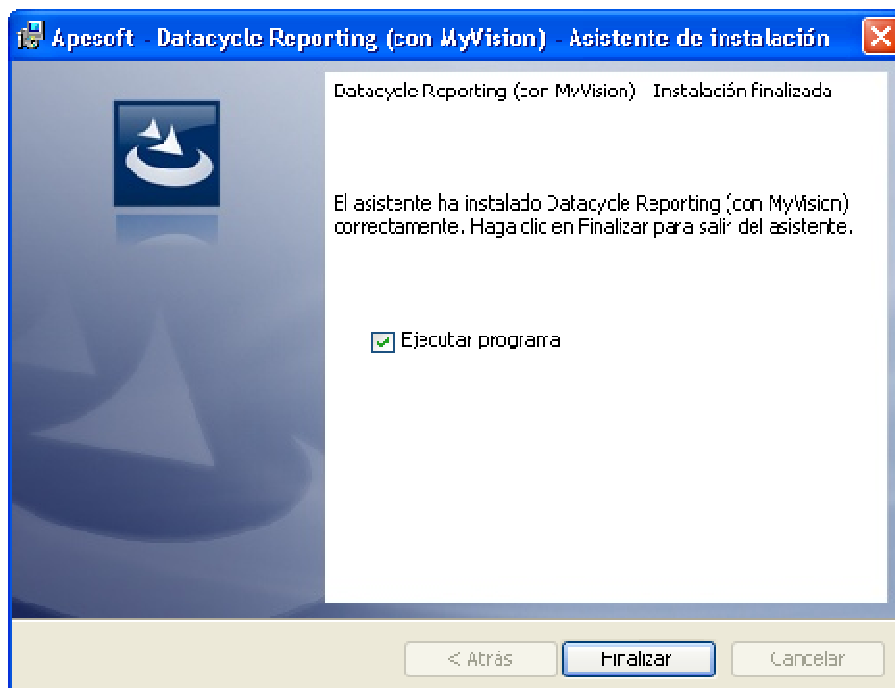 Apesoft - Datacycle Reporting (con MyVision) - Asistente de instalación
Datacycle Reporting (con MyVision) - Instalación finalizada
El asistente ha instalado Datacycle Reporting (con MyVision)
correctamente. Haga clic en Finalizar para salir del asistente.
Ejecutar programa
< Atrás
Finalizar
Cancelar